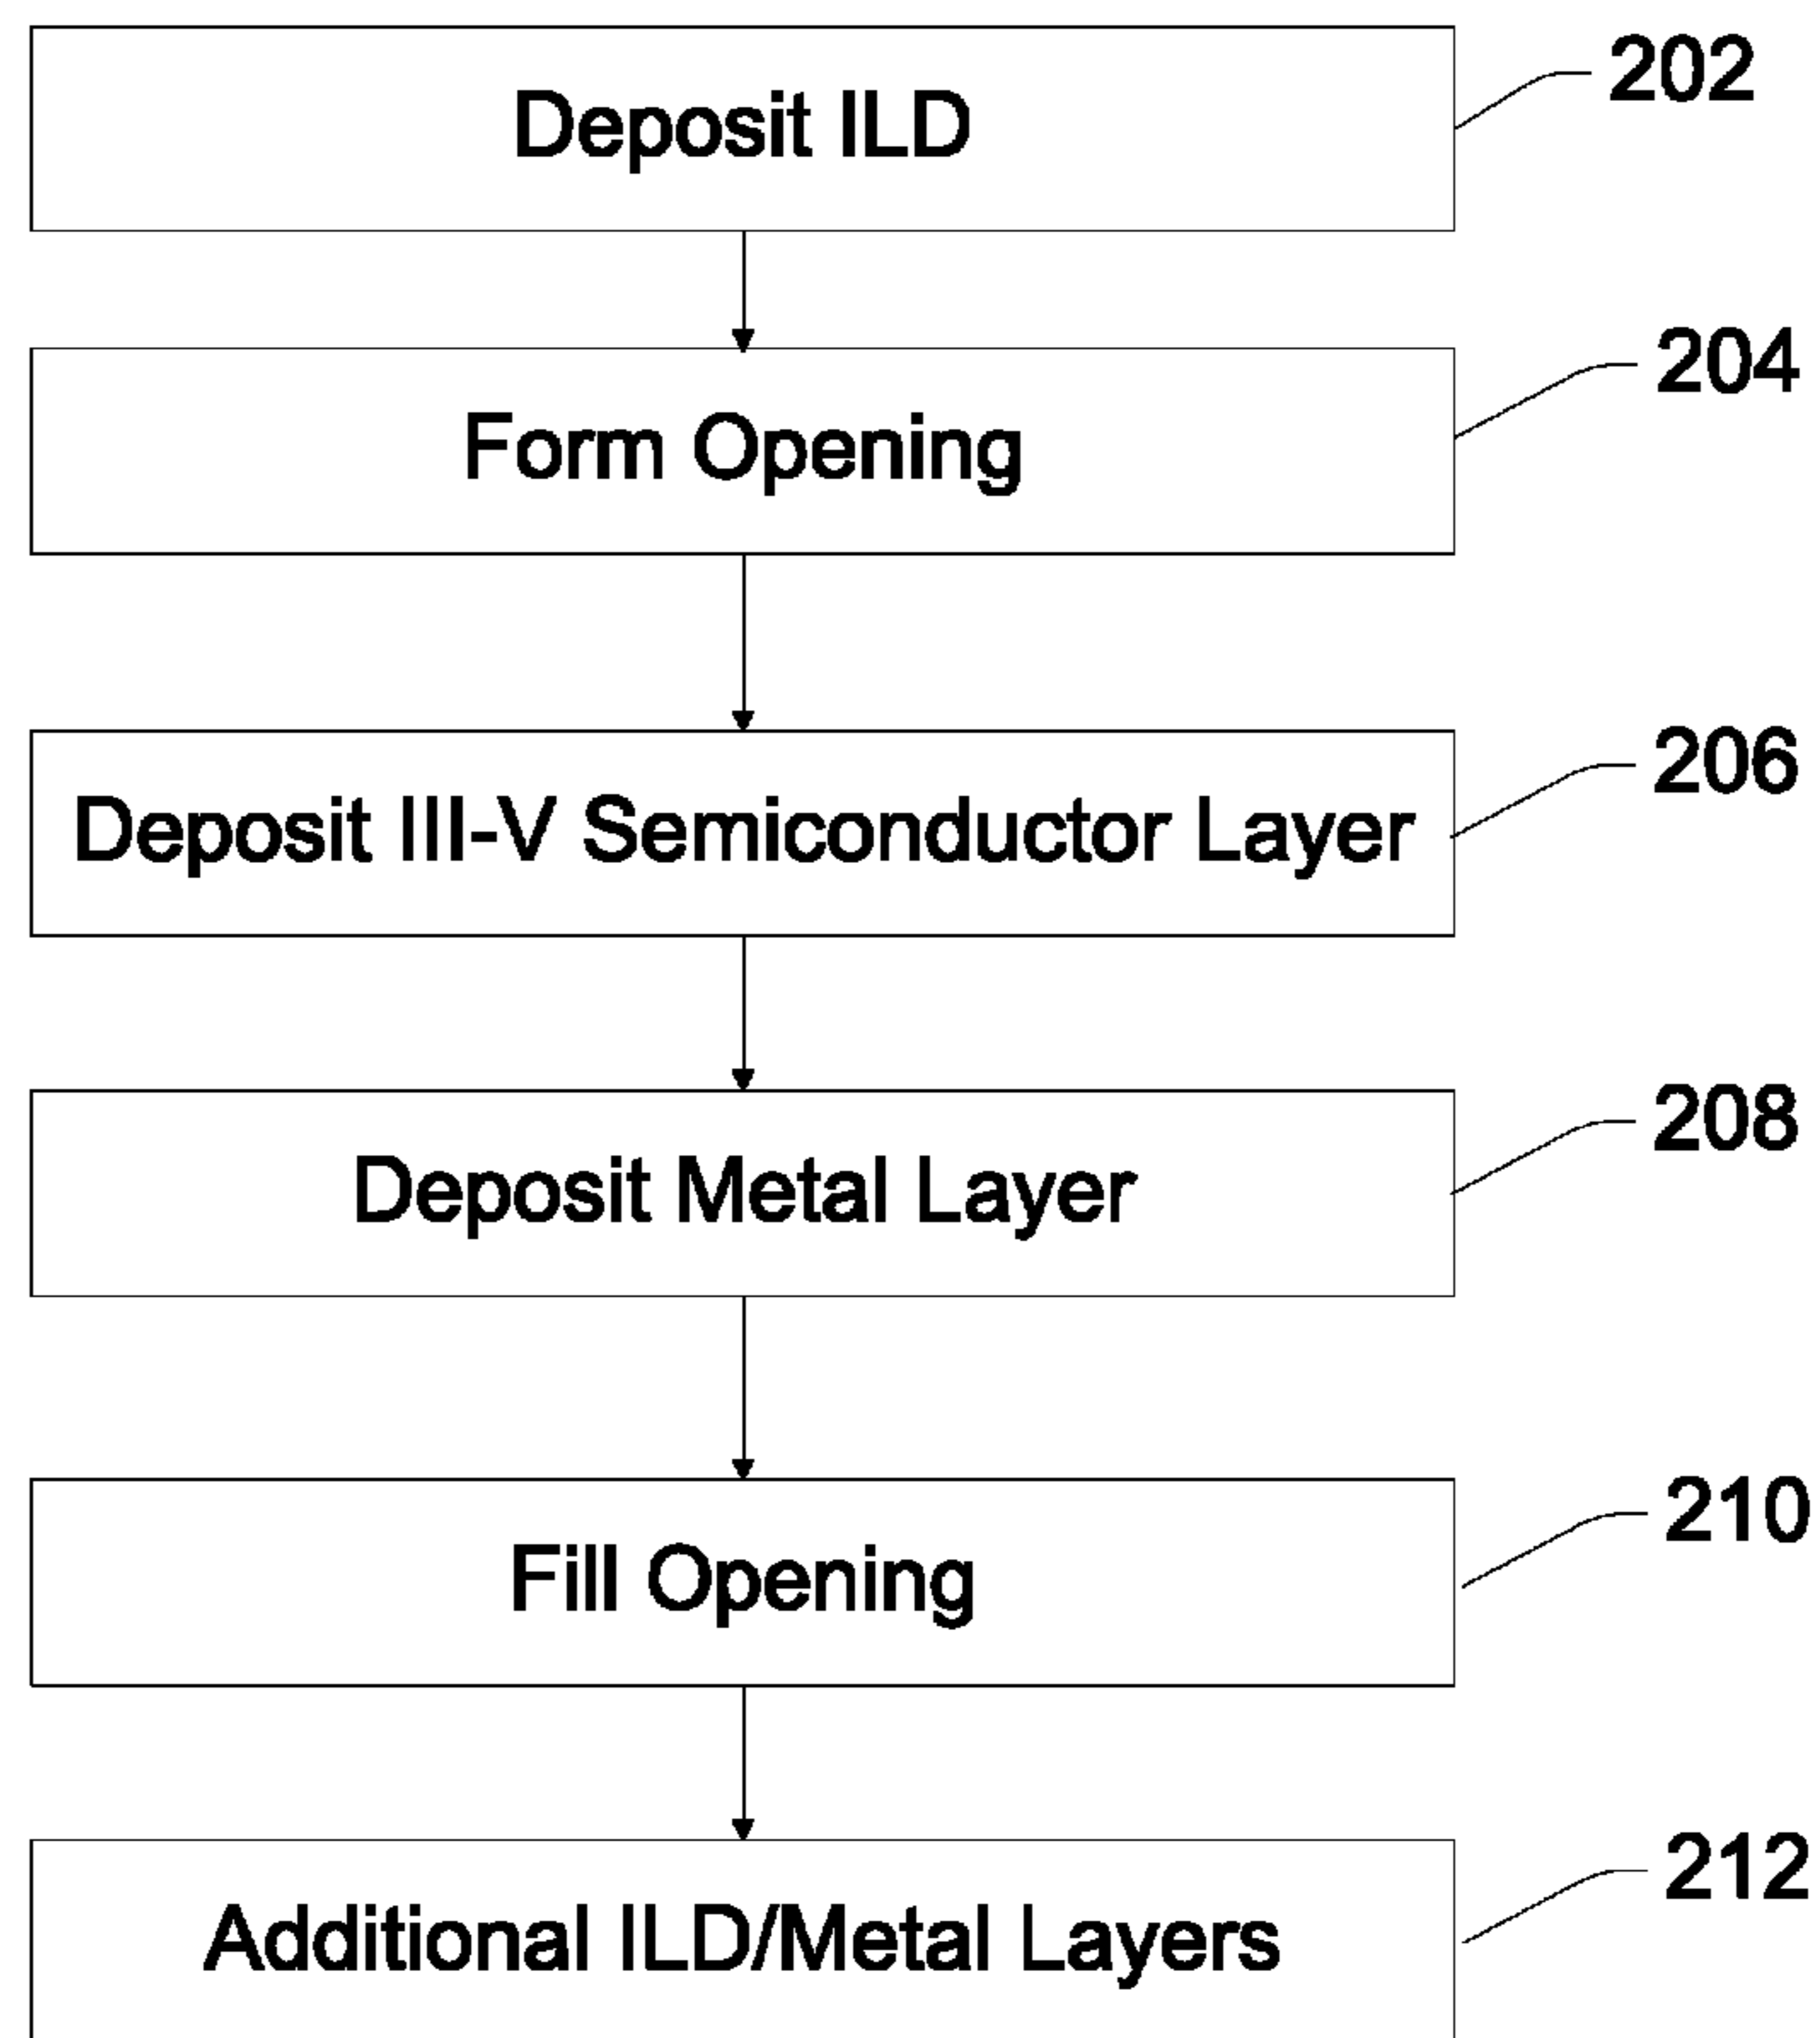 Deposit ILD
202
Form Opening
204
Deposit III-V Semiconductor Layer
206
Deposit Metal Layer
208
Fill Opening
210
Additional ILD/Metal Layers
212